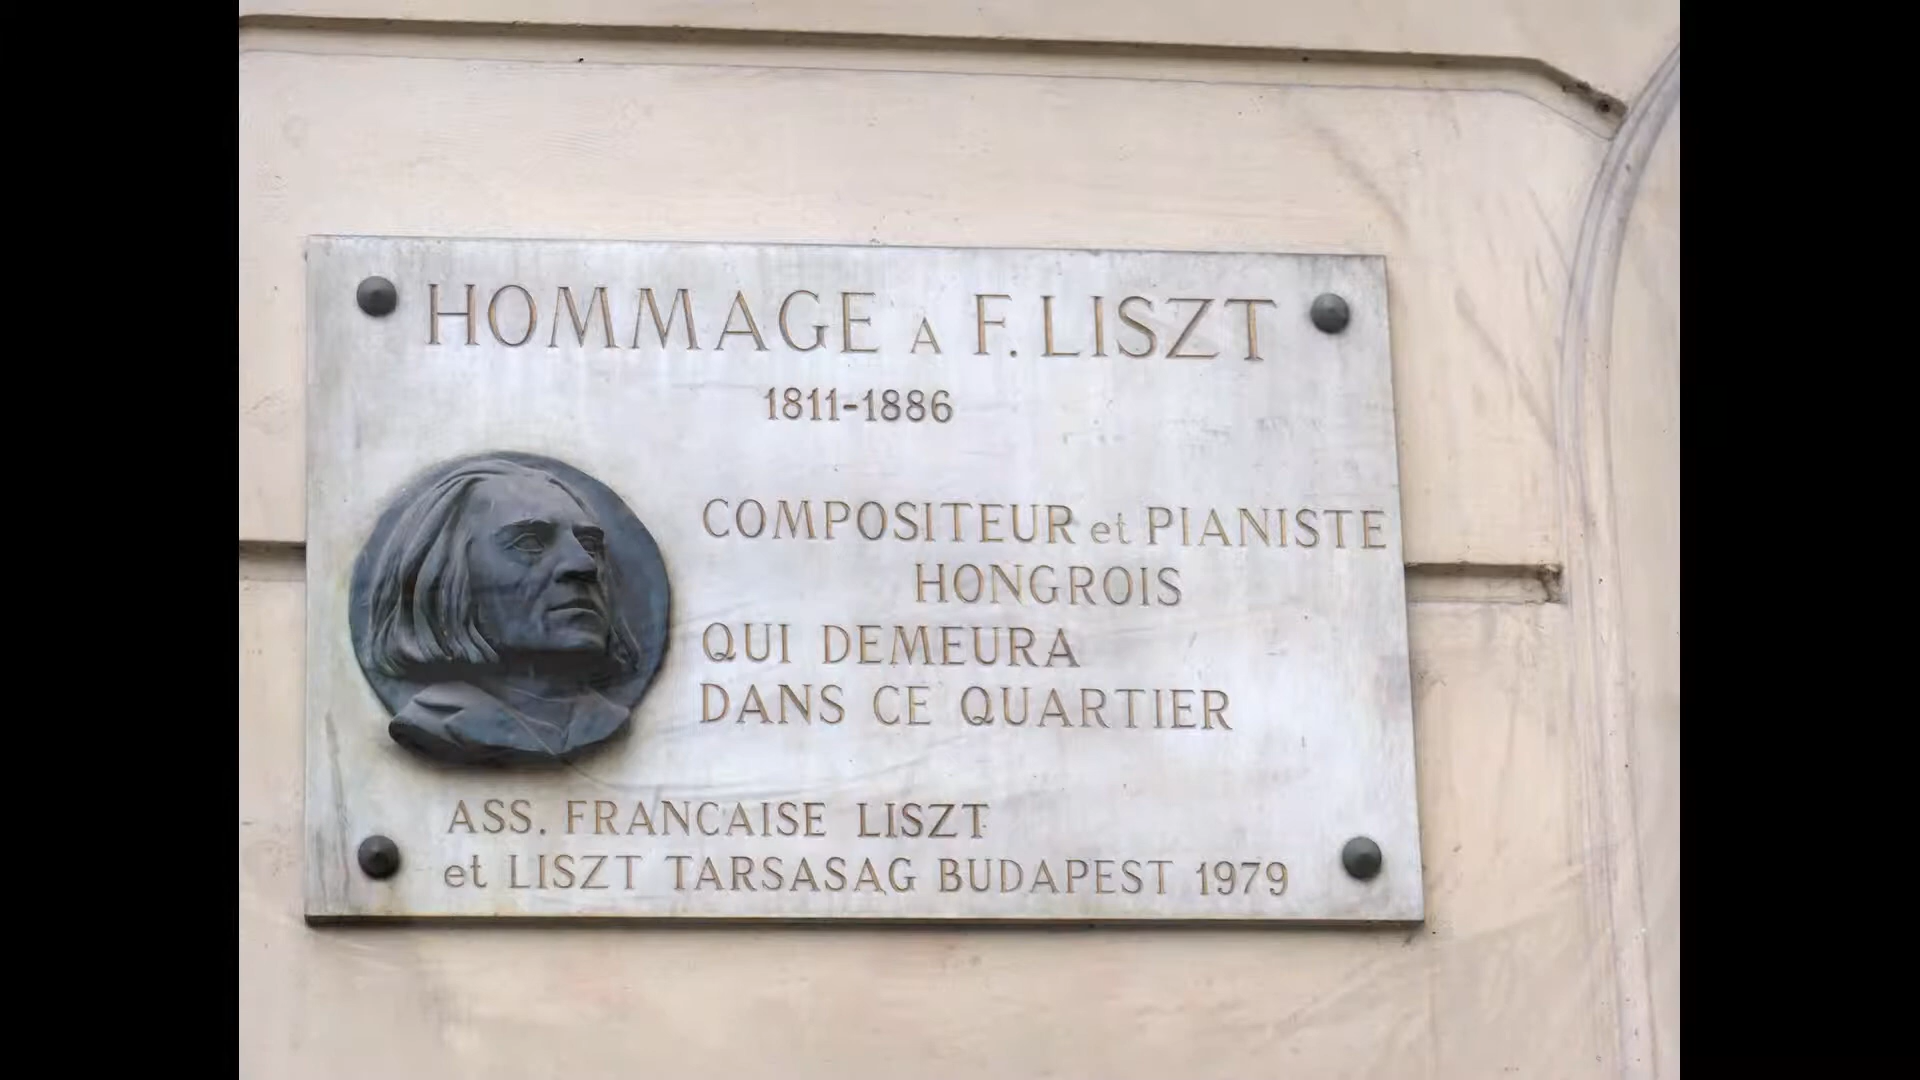 HOMMAGE A F. LISZT
1811-1886
COMPOSITEUR et PIANISTE
HONGROIS
QUI DEMEURA
DANS CE QUARTIER
ASS. FRANCAISE LISZT
et LISZT TARSASAG BUDAPEST 1979